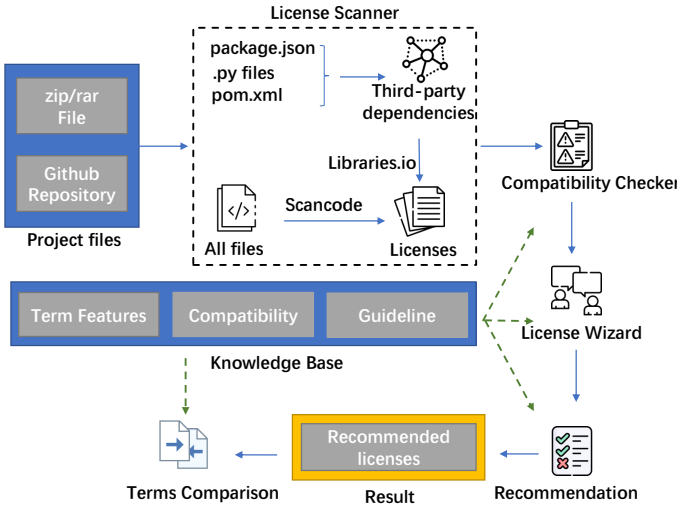 License Scanner
package.json
.py files
pom.xml
Third-party
dependencies
zip/rar
File
Github
Repository
Project files
Libraries.io
Scancode
All files
Licenses
Compatibility Checker
Term Features
Compatibility
Guideline
Knowledge Base
License Wizard
Recommended
licenses
Terms Comparison
Result
Recommendation